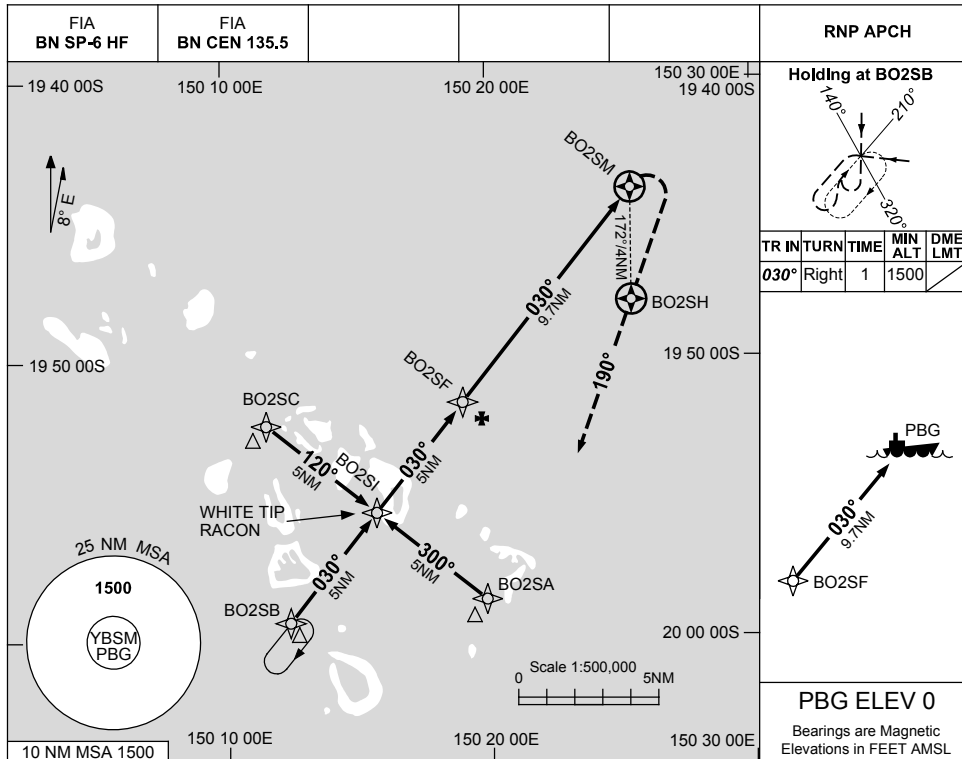 FIA
BN SP-6 HF
FIA
BN CEN 135.5
RNP APCH
19 40 00S
150 10 00E
150 20 00E
150 30 00E
19 40 00S
8° E
BO2SM
172°/4NM
BO2SH
030°
9.7NM
190°
19 50 00S
19 50 00S
BO2SF
BO2SC
120°
5NM
BO2SI
030°
5NM
WHITE TIP
RACON
300°
5NM
BO2SA
030°
5NM
BO2SB
25 NM MSA
1500
YBSM
PBG
20 00 00S
Scale 1:500,000
0
5NM
10 NM MSA 1500
150 10 00E
150 20 00E
150 30 00E
Holding at BO2SB
140°
210°
320°
TR IN TURN TIME MIN ALT DME LMT
030° Right 1 1500
PBG
030°
9.7NM
BO2SF
PBG ELEV 0
Bearings are Magnetic
Elevations in FEET AMSL